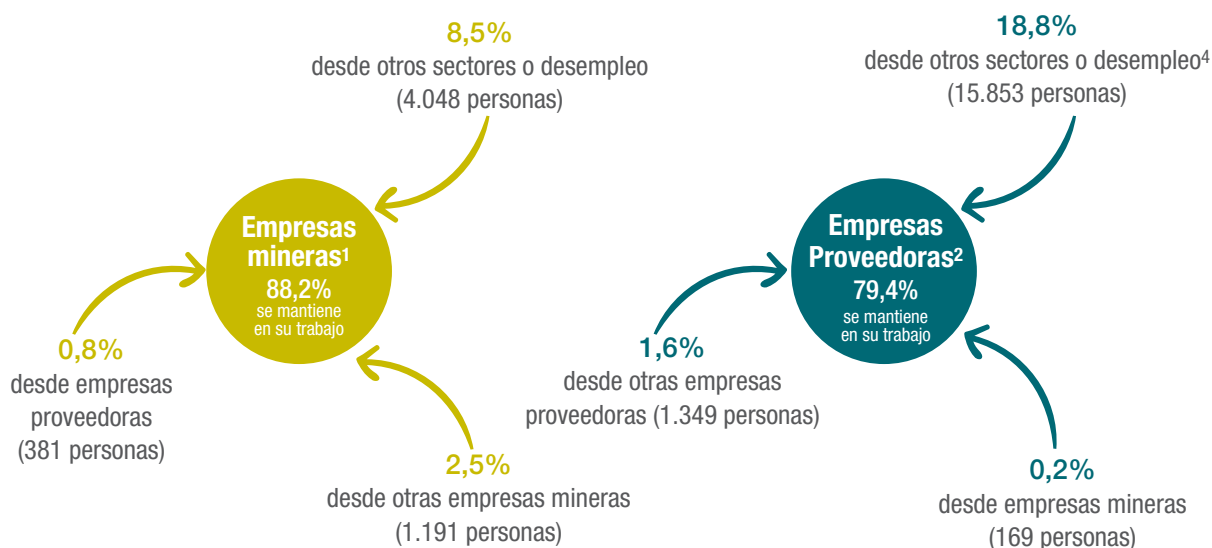 8,5%
desde otros sectores o desempleo
(4.048 personas)
Empresas
mineras¹
88,2%
se mantiene
en su trabajo
0,8%
desde empresas
proveedoras
(381 personas)
2,5%
desde otras empresas mineras
(1.191 personas)
18,8%
desde otros sectores o desempleo⁴
(15.853 personas)
Empresas
Proveedoras²
79,4%
se mantiene
en su trabajo
1,6%
desde otras empresas
proveedoras (1.349 personas)
0,2%
desde empresas mineras
(169 personas)